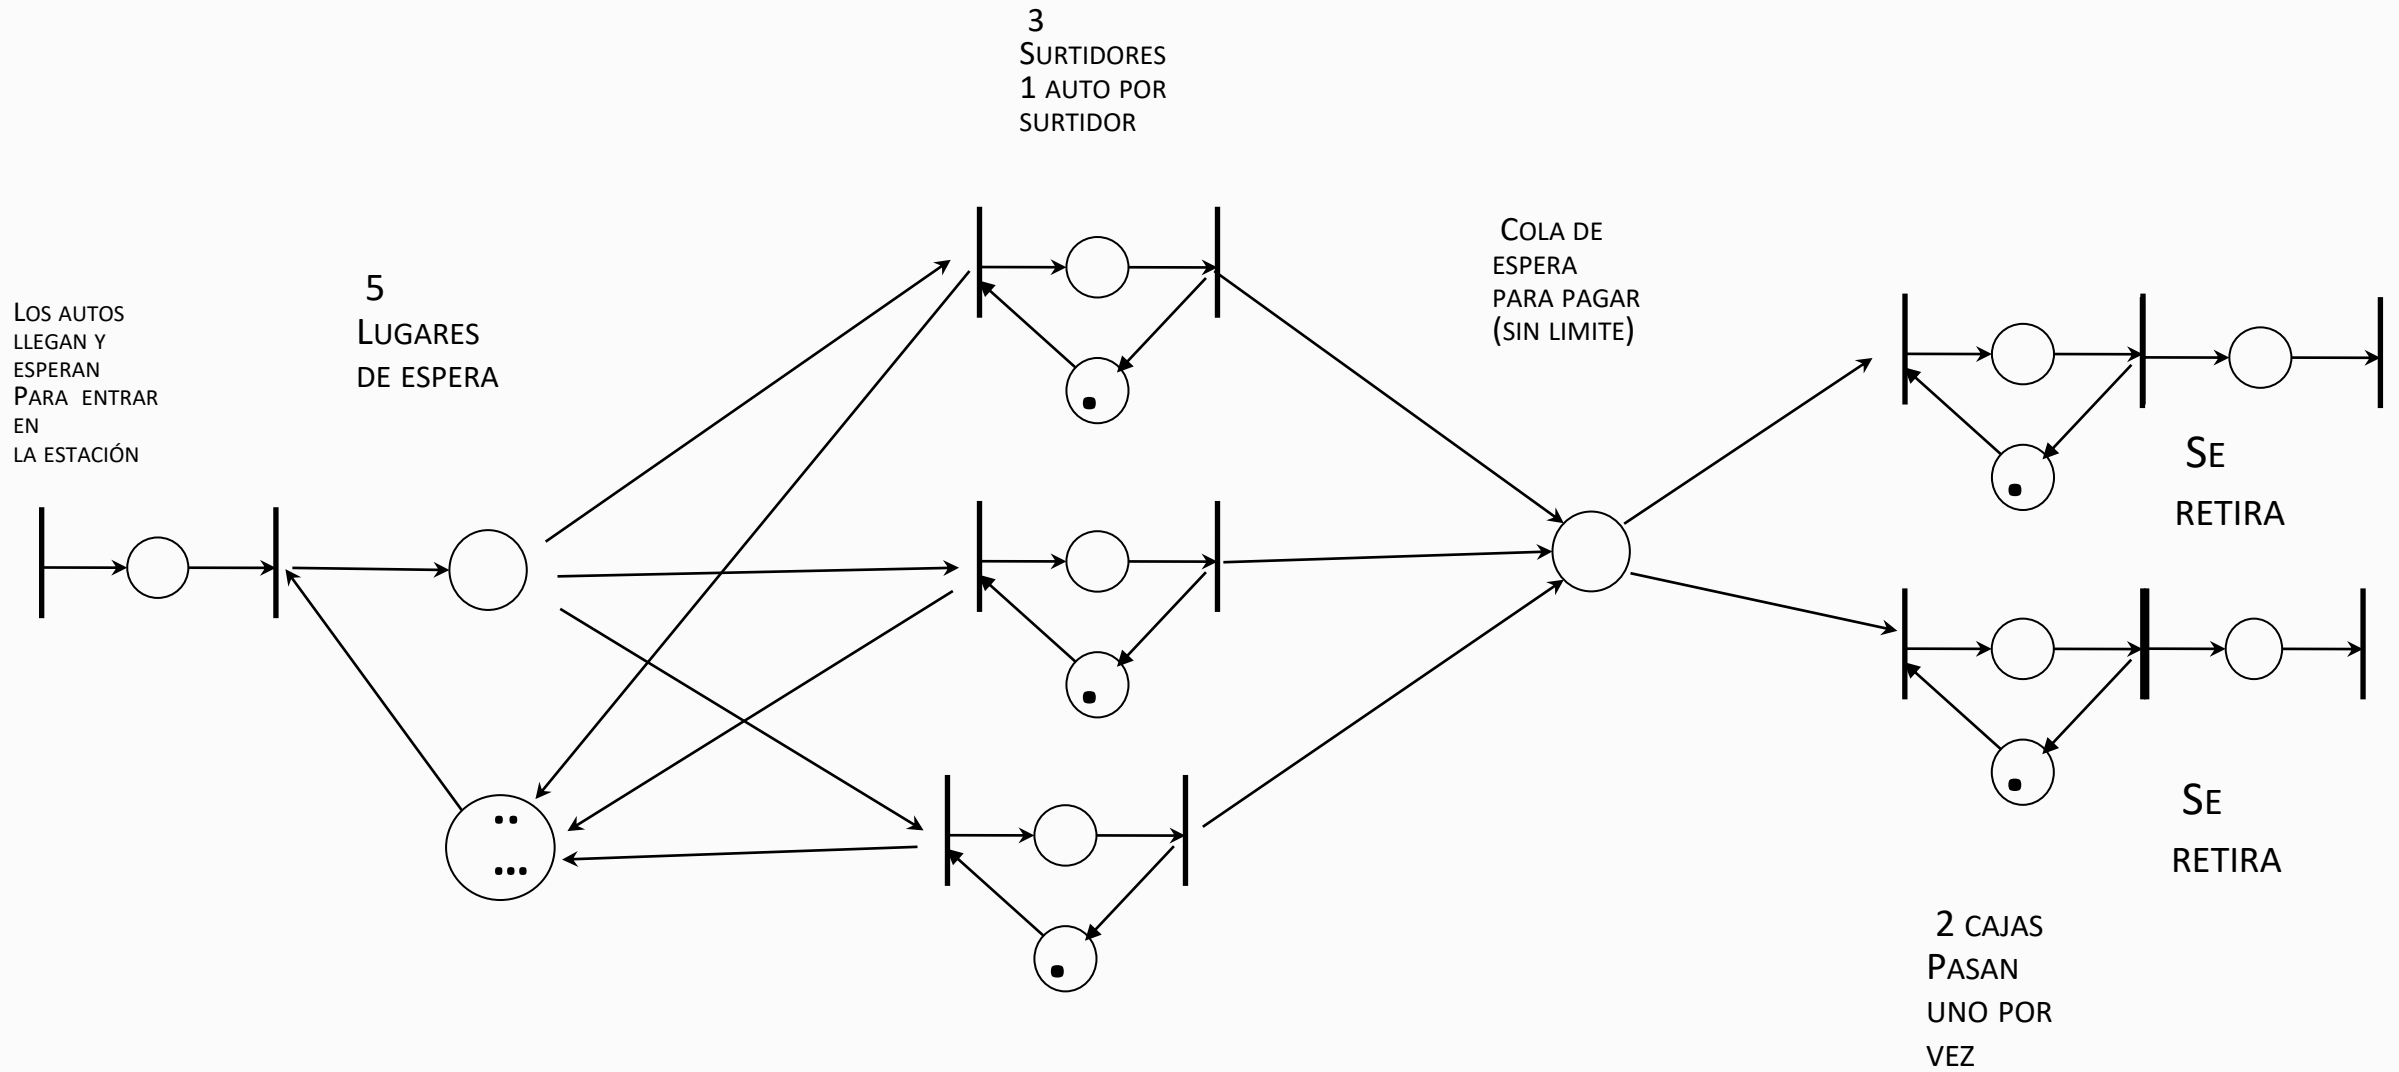 Los autos
llegan y
esperan
Para entrar
en
la estación
5
Lugares
de espera
3
Surtidores
1 auto por
surtidor
Cola de
espera
para pagar
(sin limite)
Se
retira
Se
retira
2 cajas
Pasan
uno por
vez